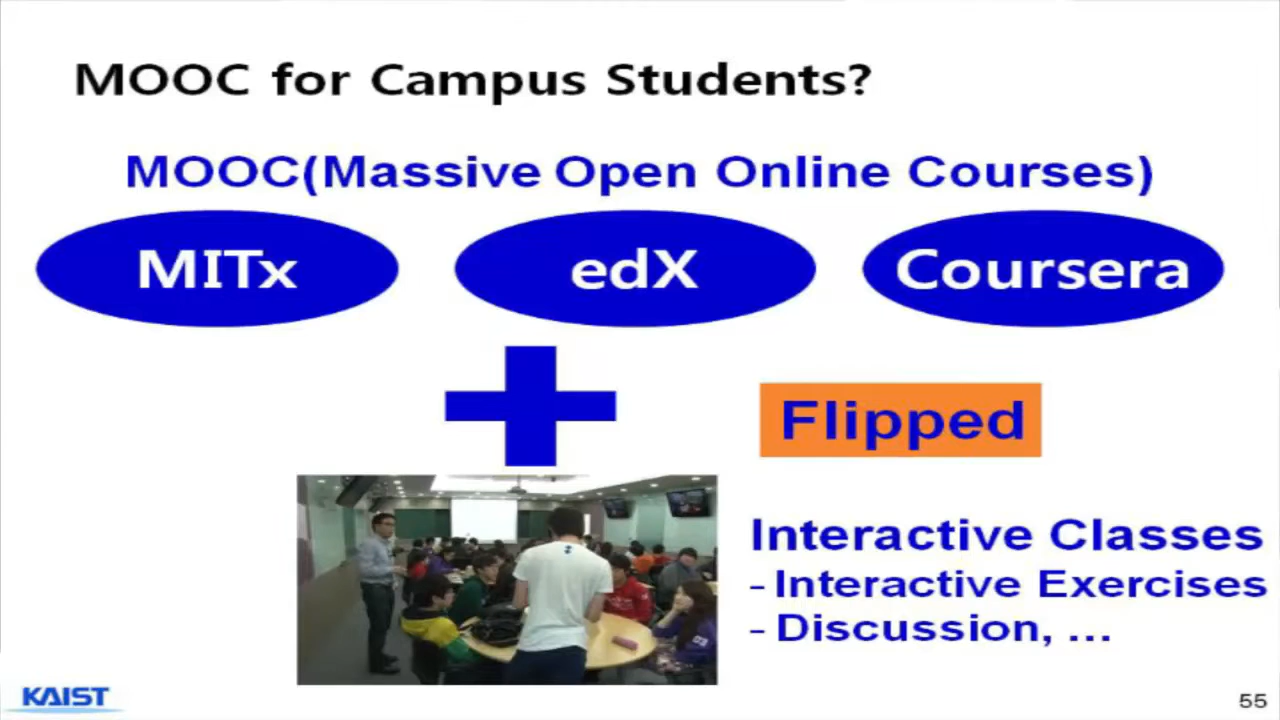 MOOC for Campus Students?
MOOC(Massive Open Online Courses)
MITx edX Coursera
Flipped
Interactive Classes
- Interactive Exercises
- Discussion, ...
KAIST
55